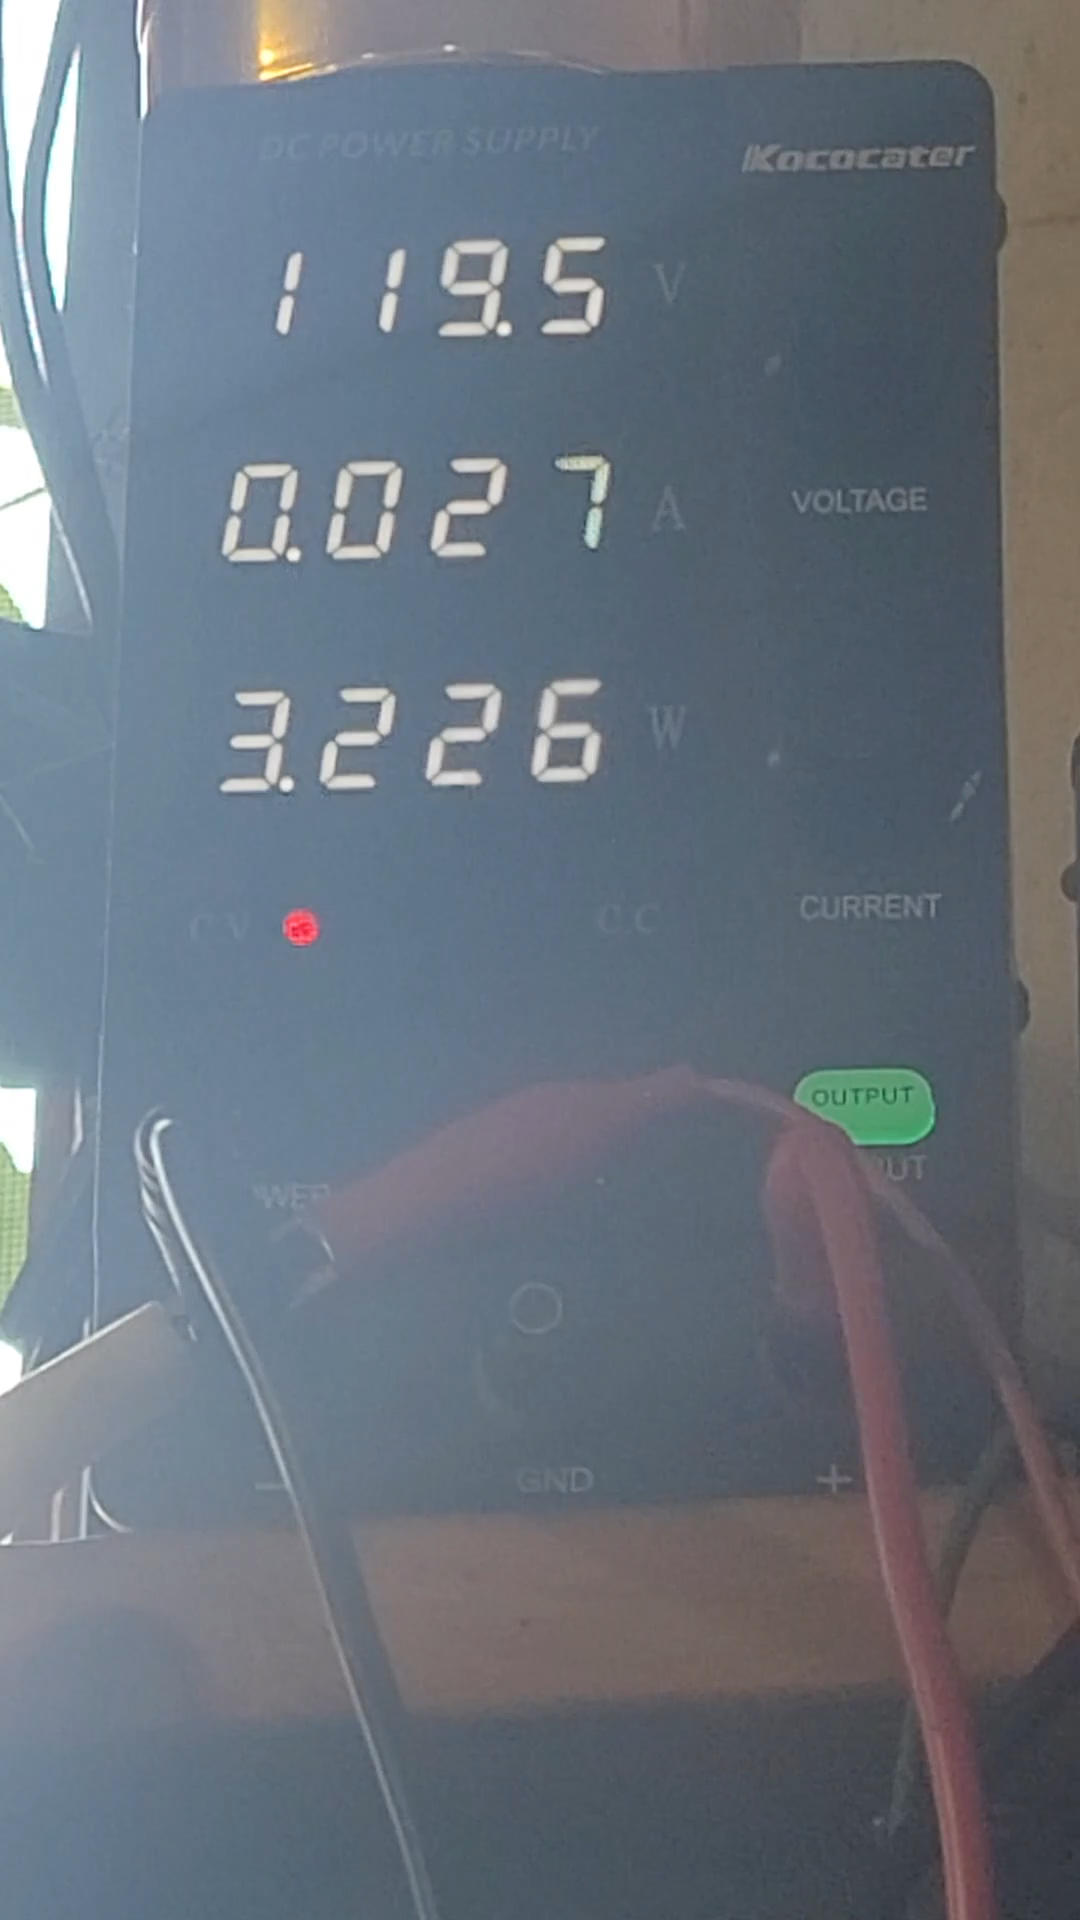 DC POWER SUPPLY
Kococater
119.5 V
0.027 A
VOLTAGE
3.226 W
C.V C.C
CURRENT
OUTPUT
GND
+